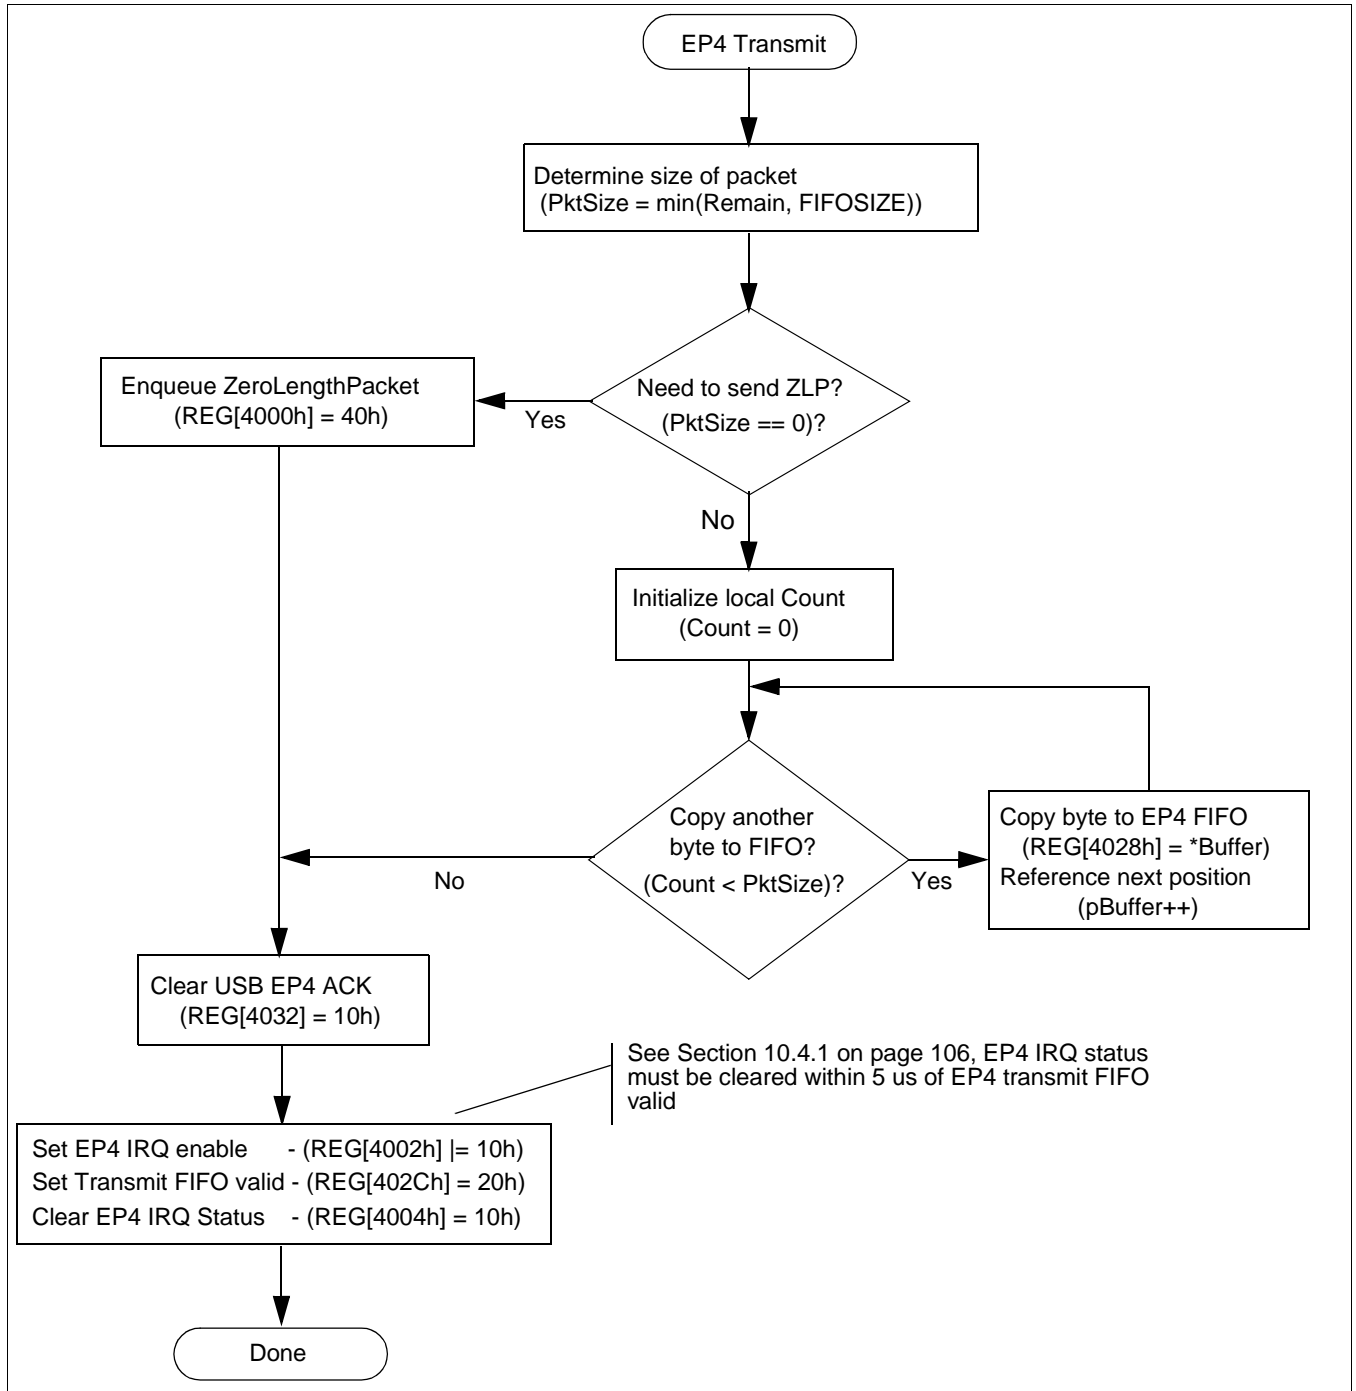 EP4 Transmit
Determine size of packet
(PktSize = min(Remain, FIFOSIZE))
Need to send ZLP?
(PktSize == 0)?
Yes
Enqueue ZeroLengthPacket
(REG[4000h] = 40h)
No
Initialize local Count
(Count = 0)
Copy another
byte to FIFO?
(Count < PktSize)?
Yes
Copy byte to EP4 FIFO
(REG[4028h] = *Buffer)
Reference next position
(pBuffer++)
No
Clear USB EP4 ACK
(REG[4032] = 10h)
See Section 10.4.1 on page 106, EP4 IRQ status
must be cleared within 5 us of EP4 transmit FIFO
valid
Set EP4 IRQ enable - (REG[4002h] |= 10h)
Set Transmit FIFO valid - (REG[402Ch] = 20h)
Clear EP4 IRQ Status - (REG[4004h] = 10h)
Done